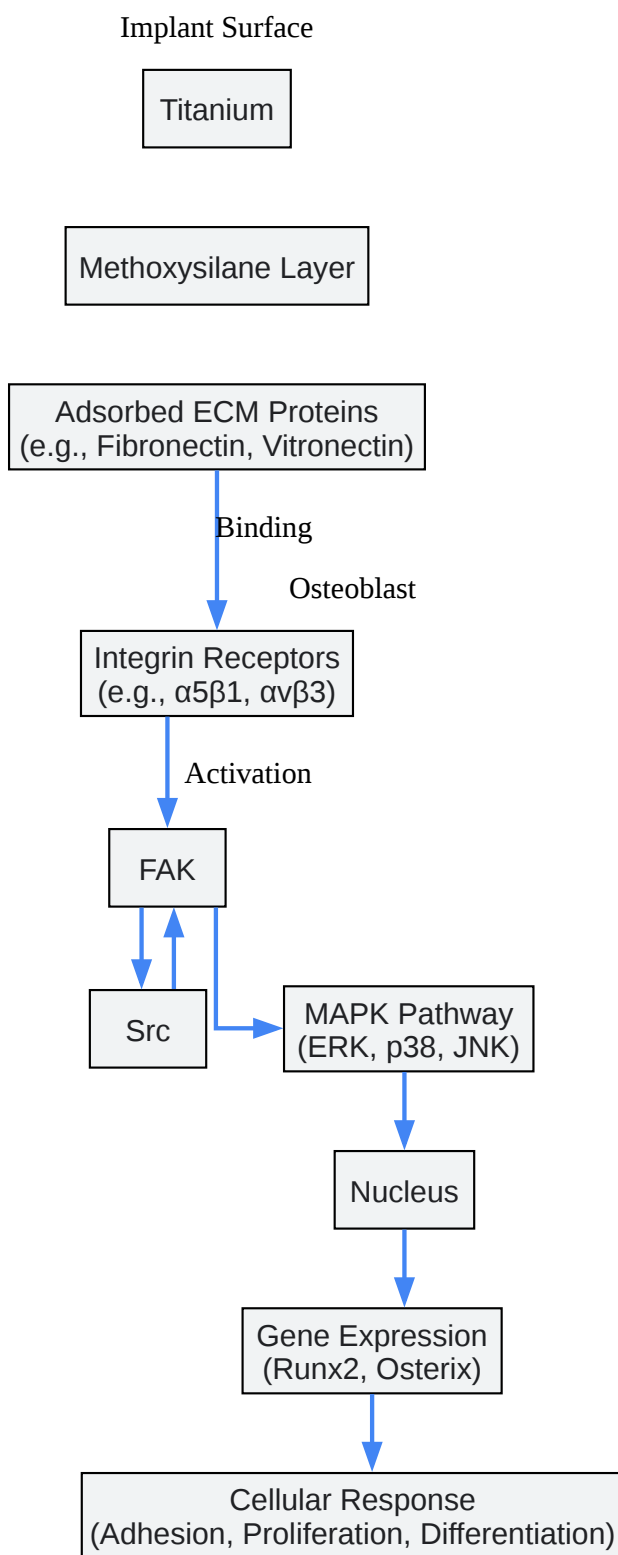 Implant Surface
Titanium
Methoxysilane Layer
Adsorbed ECM Proteins
(e.g., Fibronectin, Vitronectin)
Binding
Osteoblast
Integrin Receptors
(e.g., α5β1, αvβ3)
Activation
FAK
Src
MAPK Pathway
(ERK, p38, JNK)
Nucleus
Gene Expression
(Runx2, Osterix)
Cellular Response
(Adhesion, Proliferation, Differentiation)